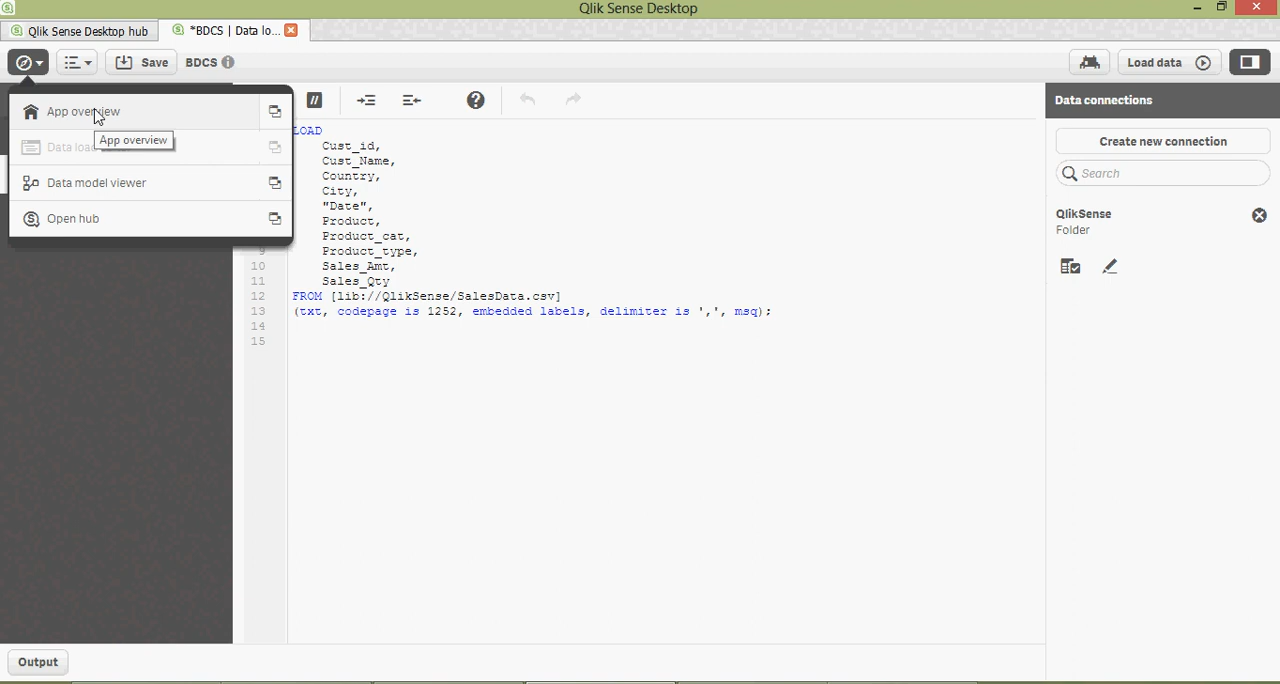 Qlik Sense Desktop
Qlik Sense Desktop hub
*BDCS | Data lo...
Save
BDCS
Load data
App overview
App overview
Data loa
Data model viewer
Open hub
LOAD
Cust_id,
Cust_Name,
Country,
City,
"Date",
Product,
Product_cat,
9 Product_type,
10 Sales_Amt,
11 Sales_Qty
12 FROM [lib://QlikSense/SalesData.csv]
13 (txt, codepage is 1252, embedded labels, delimiter is ',', msq);
14
15
Data connections
Create new connection
Search
QlikSense
Folder
Output